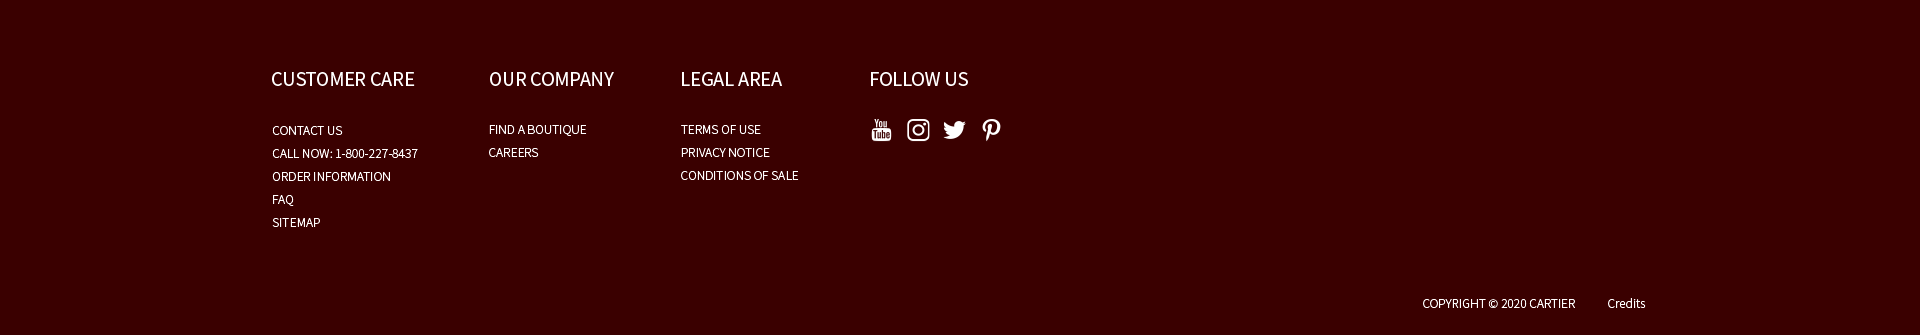 CUSTOMER CARE
CONTACT US
CALL NOW: 1-800-227-8437
ORDER INFORMATION
FAQ
SITEMAP
OUR COMPANY
FIND A BOUTIQUE
CAREERS
LEGAL AREA
TERMS OF USE
PRIVACY NOTICE
CONDITIONS OF SALE
FOLLOW US
You
Tube
COPYRIGHT © 2020 CARTIER
Credits